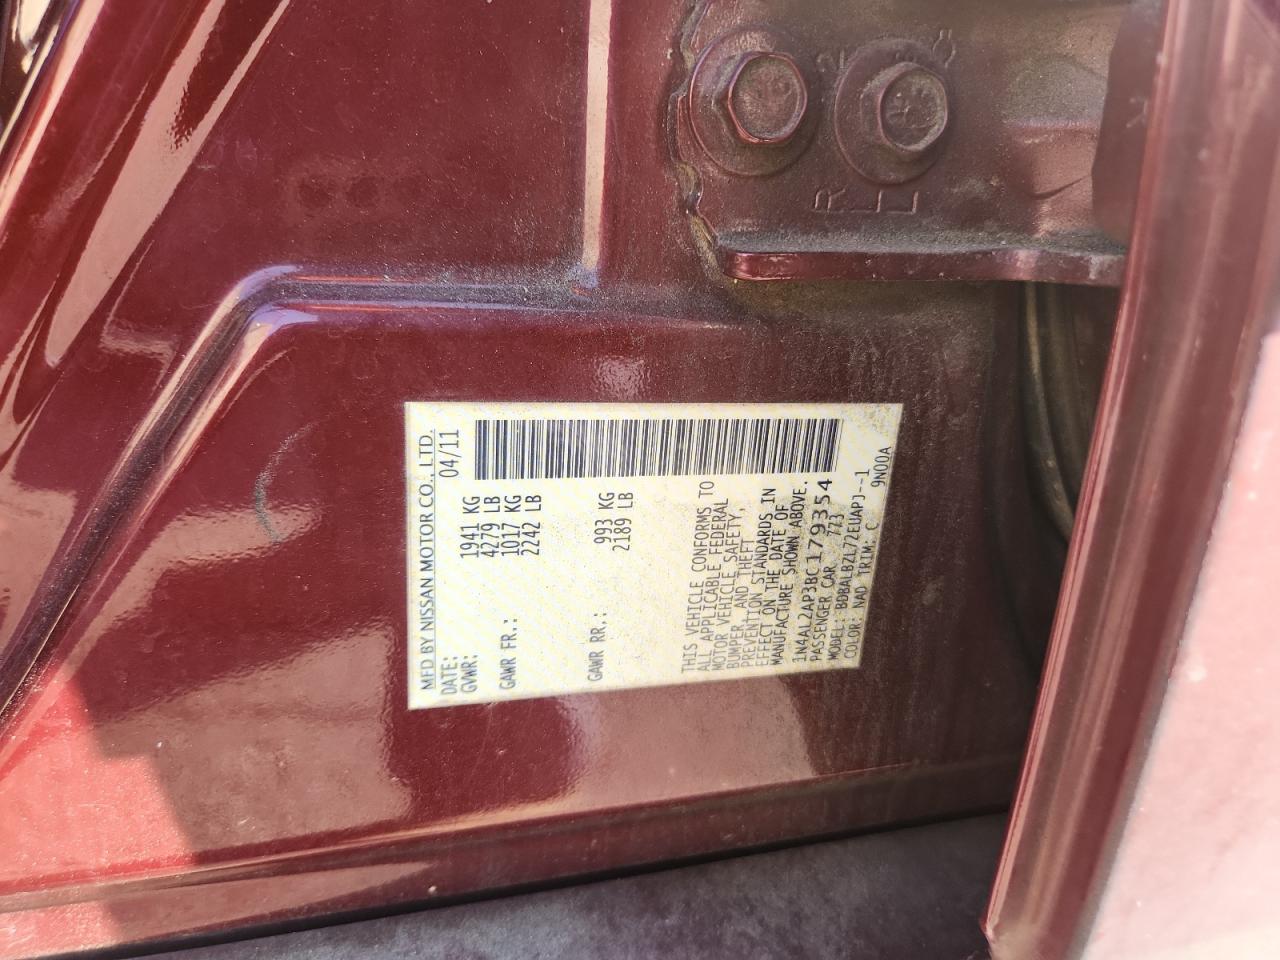 MFD BY NISSAN MOTOR CO., LTD.
DATE: 04/11
GVWR: 1941 KG
4279 LB
GAWR FR.: 1017 KG
2242 LB
GAWR RR.: 993 KG
2189 LB
THIS VEHICLE CONFORMS TO
ALL APPLICABLE FEDERAL
MOTOR VEHICLE SAFETY,
BUMPER, AND THEFT
PREVENTION STANDARDS IN
EFFECT ON THE DATE OF
MANUFACTURE SHOWN ABOVE.
1N4AL2AP3BC179354
PASSENGER CAR 773
MODEL: BDBALBZL72EUAPJ--1
COLOR: NAD TRIM: C 9N00A